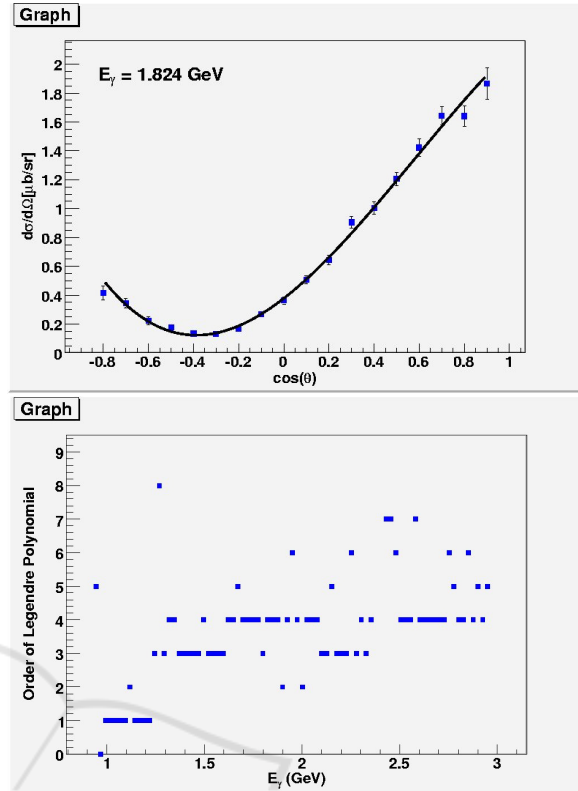 Graph
E_γ = 1.824 GeV
dσ/dΩ[μb/sr]
2
1.8
1.6
1.4
1.2
1
0.8
0.6
0.4
0.2
0
-0.8 -0.6 -0.4 -0.2 0 0.2 0.4 0.6 0.8 1
cos(θ)
Graph
Order of Legendre Polynomial
9
8
7
6
5
4
3
2
1
0
1 1.5 2 2.5 3
E_γ (GeV)